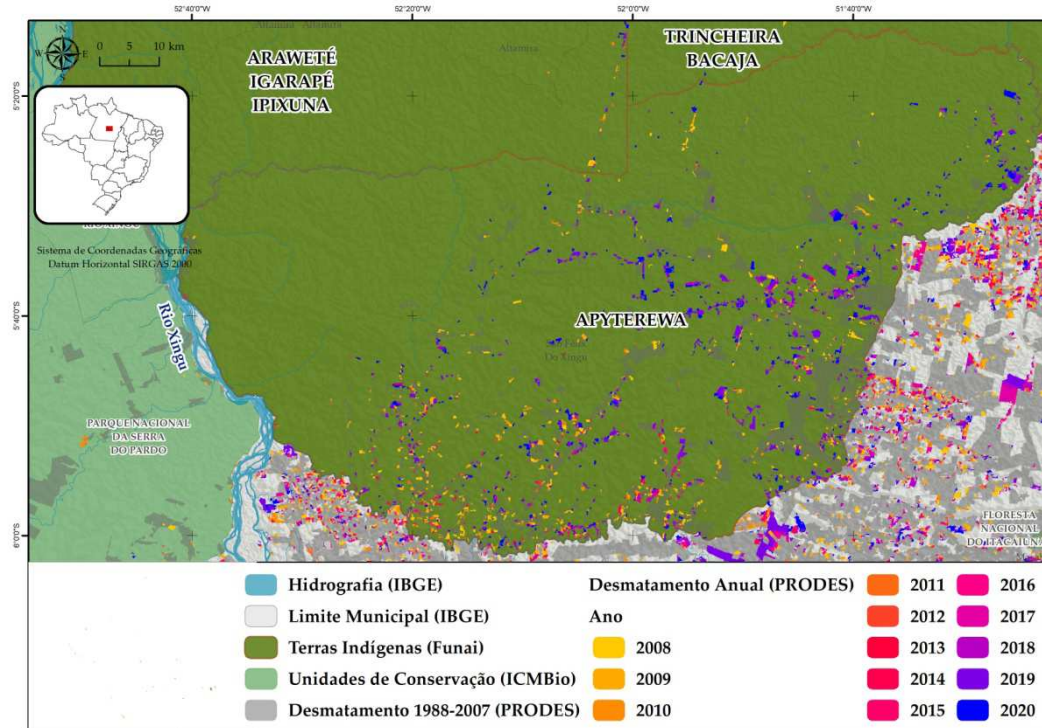 52°40'0"W
52°20'0"W
52°0'0"W
51°40'0"W
N
W
E
S
0 5 10 km
ARAWETÉ
IGARAPÉ
IPIXUNA
Altamira
TRINCHEIRA
BACAJA
5°20'0"S
Sistema de Coordenadas Geográficas
Datum Horizontal SIRGAS 2000
Rio Xingu
5°40'0"S
APYTEREWA
Do Xingu
PARQUE NACIONAL
DA SERRA
DO PARDO
FLORESTA
NACIONAL
6°0'0"S
Hidrografia (IBGE)
Limite Municipal (IBGE)
Terras Indígenas (Funai)
Unidades de Conservação (ICMBio)
Desmatamento 1988-2007 (PRODES)
Desmatamento Anual (PRODES)
Ano
2008
2009
2010
2011
2012
2013
2014
2015
2016
2017
2018
2019
2020